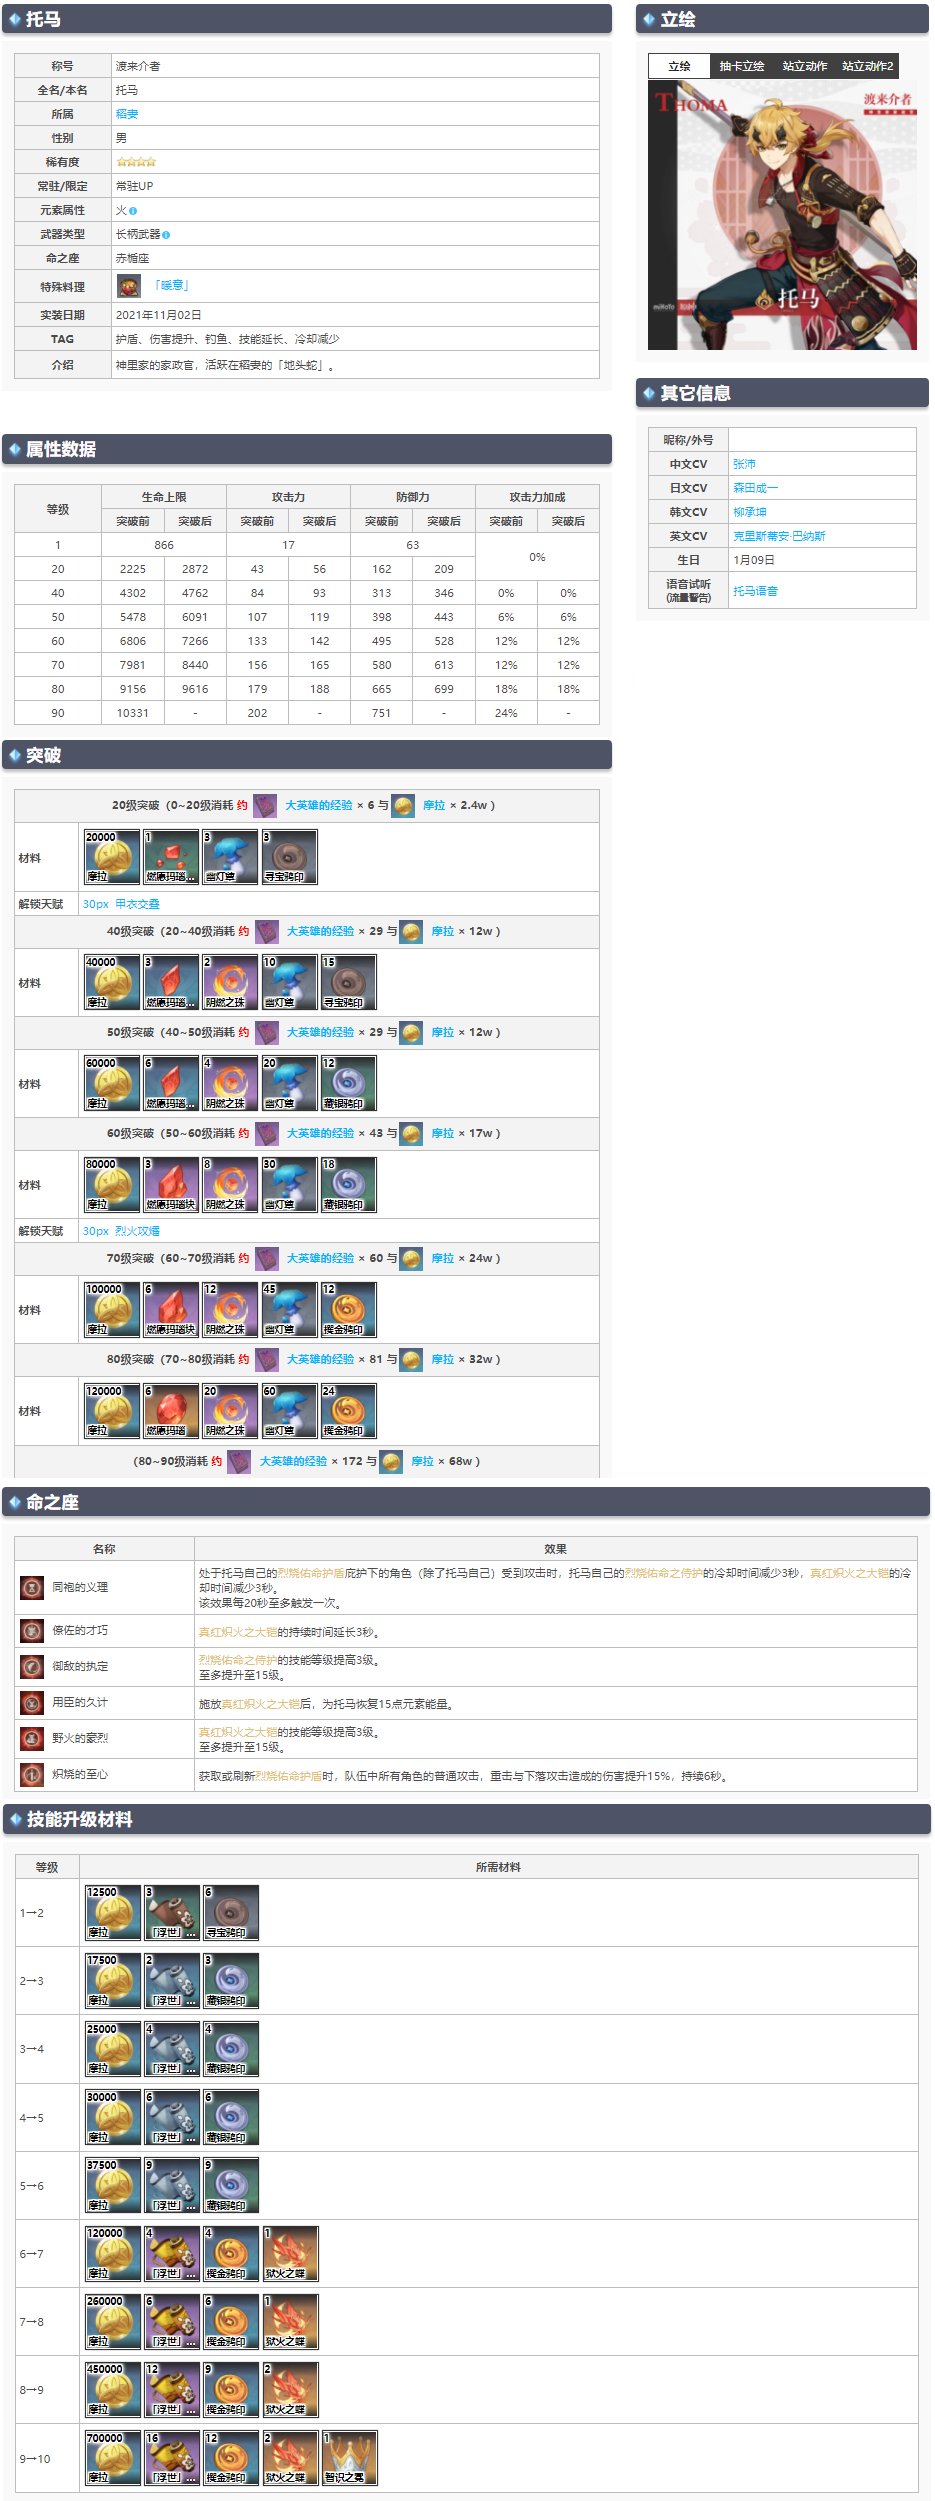 托马
称号 渡来介者
全名/本名 托马
所属 稻妻
性别 男
稀有度
常驻/限定 常驻UP
元素属性 火
武器类型 长柄武器
命之座 赤楯座
特殊料理 「暖意」
实装日期 2021年11月02日
TAG 护盾、伤害提升、钓鱼、技能延长、冷却减少
介绍 神里家的家政官，活跃在稻妻的「地头蛇」。
立绘
立绘 抽卡立绘 站立动作 站立动作2
THOMA
渡来介者
miHoYo
托马
其它信息
昵称/外号
中文CV 张沛
日文CV 森田成一
韩文CV 柳承坤
英文CV 克里斯蒂安·巴纳斯
生日 1月09日
语音试听 托马语音
(流量警告)
属性数据
等级 生命上限 攻击力 防御力 攻击力加成
突破前 突破后 突破前 突破后 突破前 突破后 突破前 突破后
1 866 17 63 0%
20 2225 2872 43 56 162 209
40 4302 4762 84 93 313 346 0% 0%
50 5478 6091 107 119 398 443 6% 6%
60 6806 7266 133 142 495 528 12% 12%
70 7981 8440 156 165 580 613 12% 12%
80 9156 9616 179 188 665 699 18% 18%
90 10331 - 202 - 751 - 24% -
突破
20级突破（0~20级消耗 约 大英雄的经验 × 6 与 摩拉 × 2.4w ）
材料
20000 1 3 3
摩拉 燃愿玛瑙... 幽灯蕈 寻宝鸦印
解锁天赋 30px 甲衣交叠
40级突破（20~40级消耗 约 大英雄的经验 × 29 与 摩拉 × 12w ）
材料
40000 3 2 10 15
摩拉 燃愿玛瑙... 阴燃之珠 幽灯蕈 寻宝鸦印
50级突破（40~50级消耗 约 大英雄的经验 × 29 与 摩拉 × 12w ）
材料
60000 6 4 20 12
摩拉 燃愿玛瑙... 阴燃之珠 幽灯蕈 藏银鸦印
60级突破（50~60级消耗 约 大英雄的经验 × 43 与 摩拉 × 17w ）
材料
80000 3 8 30 18
摩拉 燃愿玛瑙块 阴燃之珠 幽灯蕈 藏银鸦印
解锁天赋 30px 烈火攻燔
70级突破（60~70级消耗 约 大英雄的经验 × 60 与 摩拉 × 24w ）
材料
100000 6 12 45 12
摩拉 燃愿玛瑙块 阴燃之珠 幽灯蕈 攫金鸦印
80级突破（70~80级消耗 约 大英雄的经验 × 81 与 摩拉 × 32w ）
材料
120000 6 20 60 24
摩拉 燃愿玛瑙 阴燃之珠 幽灯蕈 攫金鸦印
（80~90级消耗 约 大英雄的经验 × 172 与 摩拉 × 68w ）
命之座
名称 效果
同袍的义理 处于托马自己的烈烧佑命护盾庇护下的角色（除了托马自己）受到攻击时，托马自己的烈烧佑命之侍护的冷却时间减少3秒，真红炽火之大铠的冷
却时间减少3秒。
该效果每20秒至多触发一次。
僚佐的才巧 真红炽火之大铠的持续时间延长3秒。
御敌的执定 烈烧佑命之侍护的技能等级提高3级。
至多提升至15级。
用臣的久计 施放真红炽火之大铠后，为托马恢复15点元素能量。
野火的豪烈 真红炽火之大铠的技能等级提高3级。
至多提升至15级。
炽烧的至心 获取或刷新烈烧佑命护盾时，队伍中所有角色的普通攻击，重击与下落攻击造成的伤害提升15%，持续6秒。
技能升级材料
等级 所需材料
1→2
12500 3 6
摩拉 「浮世」... 寻宝鸦印
2→3
17500 2 3
摩拉 「浮世」... 藏银鸦印
3→4
25000 4 4
摩拉 「浮世」... 藏银鸦印
4→5
30000 6 6
摩拉 「浮世」... 藏银鸦印
5→6
37500 9 9
摩拉 「浮世」... 藏银鸦印
6→7
120000 4 4 1
摩拉 「浮世」... 攫金鸦印 狱火之蝶
7→8
260000 6 6 1
摩拉 「浮世」... 攫金鸦印 狱火之蝶
8→9
450000 12 9 2
摩拉 「浮世」... 攫金鸦印 狱火之蝶
9→10
700000 16 12 2 1
摩拉 「浮世」... 攫金鸦印 狱火之蝶 智识之冕